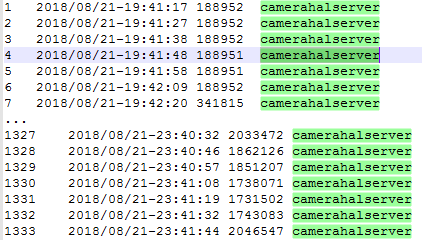 1 2018/08/21-19:41:17 188952 camerahalserver
2 2018/08/21-19:41:27 188952 camerahalserver
3 2018/08/21-19:41:38 188952 camerahalserver
4 2018/08/21-19:41:48 188951 camerahalserver
5 2018/08/21-19:41:58 188951 camerahalserver
6 2018/08/21-19:42:09 188952 camerahalserver
7 2018/08/21-19:42:20 341815 camerahalserver
...
1327 2018/08/21-23:40:32 2033472 camerahalserver
1328 2018/08/21-23:40:46 1862126 camerahalserver
1329 2018/08/21-23:40:57 1851207 camerahalserver
1330 2018/08/21-23:41:08 1738071 camerahalserver
1331 2018/08/21-23:41:19 1731502 camerahalserver
1332 2018/08/21-23:41:32 1743083 camerahalserver
1333 2018/08/21-23:41:44 2046547 camerahalserver